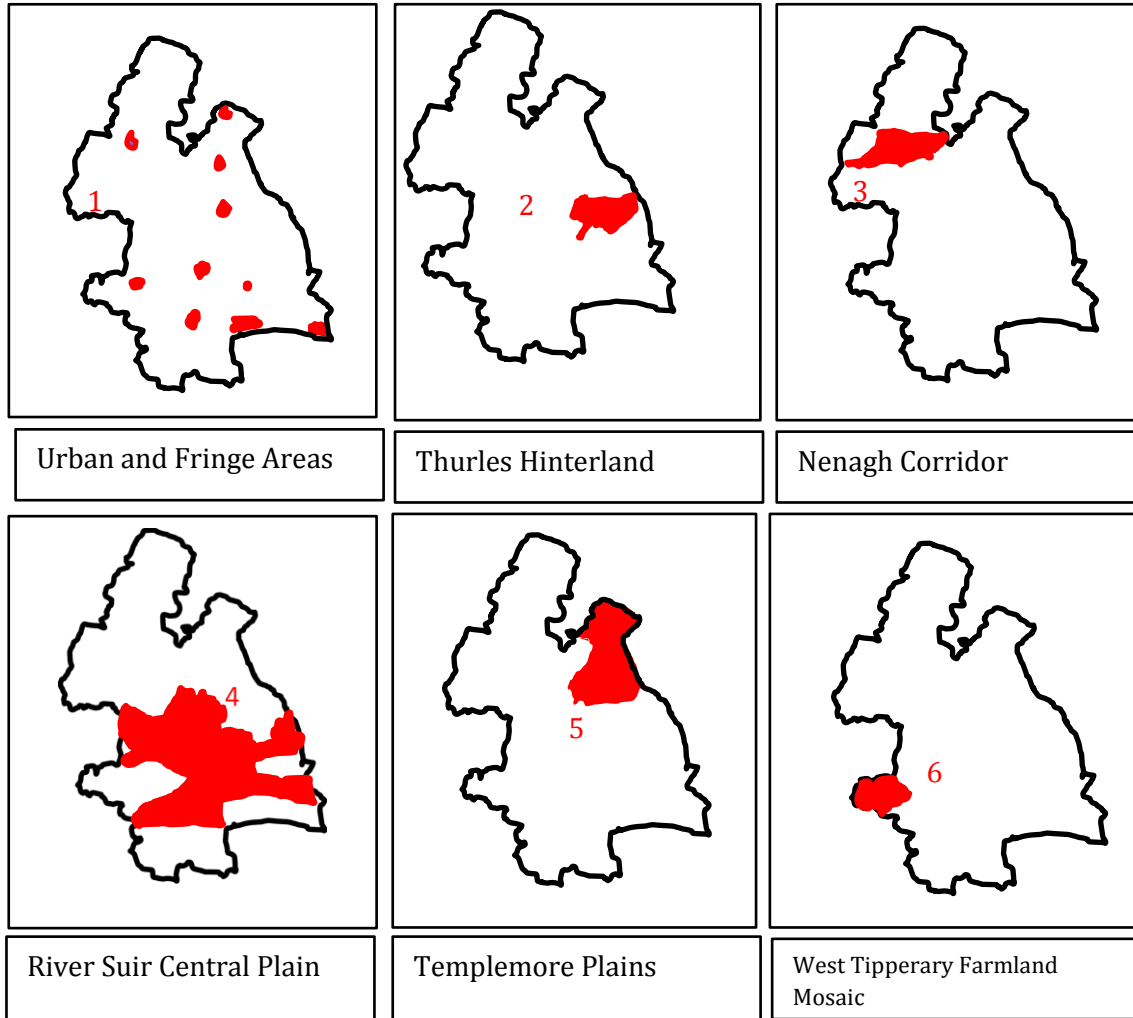 1
2
3
Urban and Fringe Areas
Thurles Hinterland
Nenagh Corridor
4
5
6
River Suir Central Plain
Templemore Plains
West Tipperary Farmland
Mosaic